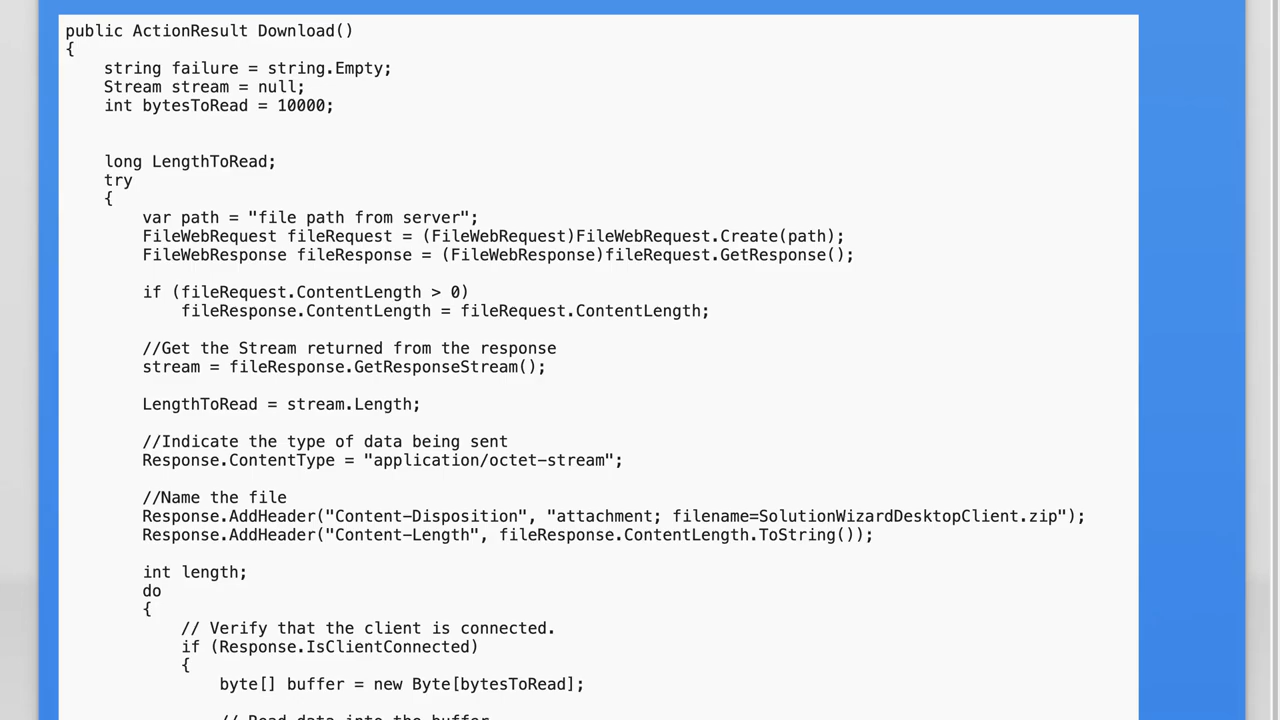 public ActionResult Download()
{
string failure = string.Empty;
Stream stream = null;
int bytesToRead = 10000;
long LengthToRead;
try
{
var path = "file path from server";
FileWebRequest fileRequest = (FileWebRequest)FileWebRequest.Create(path);
FileWebResponse fileResponse = (FileWebResponse)fileRequest.GetResponse();
if (fileRequest.ContentLength > 0)
fileResponse.ContentLength = fileRequest.ContentLength;
//Get the Stream returned from the response
stream = fileResponse.GetResponseStream();
LengthToRead = stream.Length;
//Indicate the type of data being sent
Response.ContentType = "application/octet-stream";
//Name the file
Response.AddHeader("Content-Disposition", "attachment; filename=SolutionWizardDesktopClient.zip");
Response.AddHeader("Content-Length", fileResponse.ContentLength.ToString());
int length;
do
{
// Verify that the client is connected.
if (Response.IsClientConnected)
{
byte[] buffer = new Byte[bytesToRead];
// Read data into the buffer